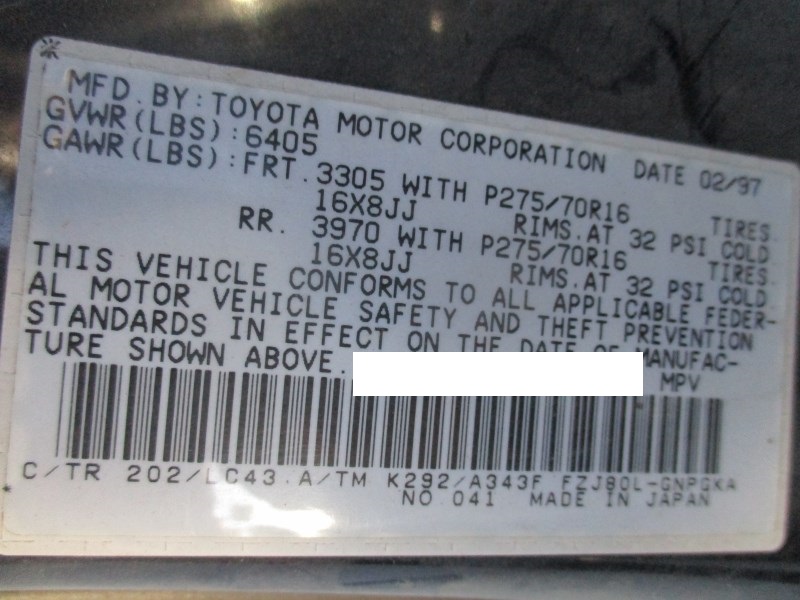 MFD. BY: TOYOTA MOTOR CORPORATION DATE 02/97
GVWR(LBS): 6405
GAWR(LBS): FRT. 3305 WITH P275/70R16 TIRES.
16X8JJ RIMS. AT 32 PSI COLD
RR. 3970 WITH P275/70R16 TIRES.
16X8JJ RIMS. AT 32 PSI COLD
THIS VEHICLE CONFORMS TO ALL APPLICABLE FEDER-
AL MOTOR VEHICLE SAFETY AND THEFT PREVENTION
STANDARDS IN EFFECT ON THE DATE OF MANUFAC-
TURE SHOWN ABOVE. MPV
C/TR 202/LC43 A/TM K292/A343F FZJ80L-GNPGKA
NO. 041 MADE IN JAPAN